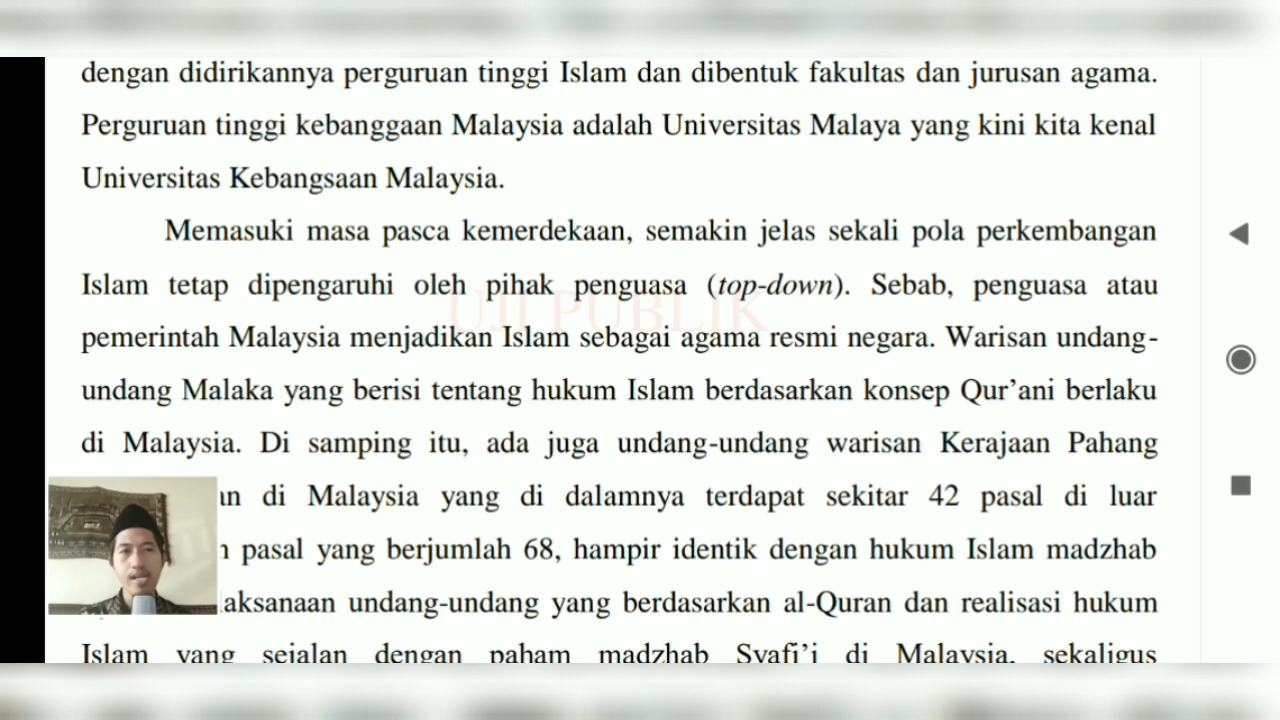 dengan didirikannya perguruan tinggi Islam dan dibentuk fakultas dan jurusan agama.
Perguruan tinggi kebanggaan Malaysia adalah Universitas Malaya yang kini kita kenal
Universitas Kebangsaan Malaysia.
Memasuki masa pasca kemerdekaan, semakin jelas sekali pola perkembangan
Islam tetap dipengaruhi oleh pihak penguasa (top-down). Sebab, penguasa atau
UJI PUBLIK
pemerintah Malaysia menjadikan Islam sebagai agama resmi negara. Warisan undang-
undang Malaka yang berisi tentang hukum Islam berdasarkan konsep Qur’ani berlaku
di Malaysia. Di samping itu, ada juga undang-undang warisan Kerajaan Pahang
di Malaysia yang di dalamnya terdapat sekitar 42 pasal di luar
pasal yang berjumlah 68, hampir identik dengan hukum Islam madzhab
laksanaan undang-undang yang berdasarkan al-Quran dan realisasi hukum
Islam yang sejalan dengan paham madzhab Syafi’i di Malaysia, sekaligus